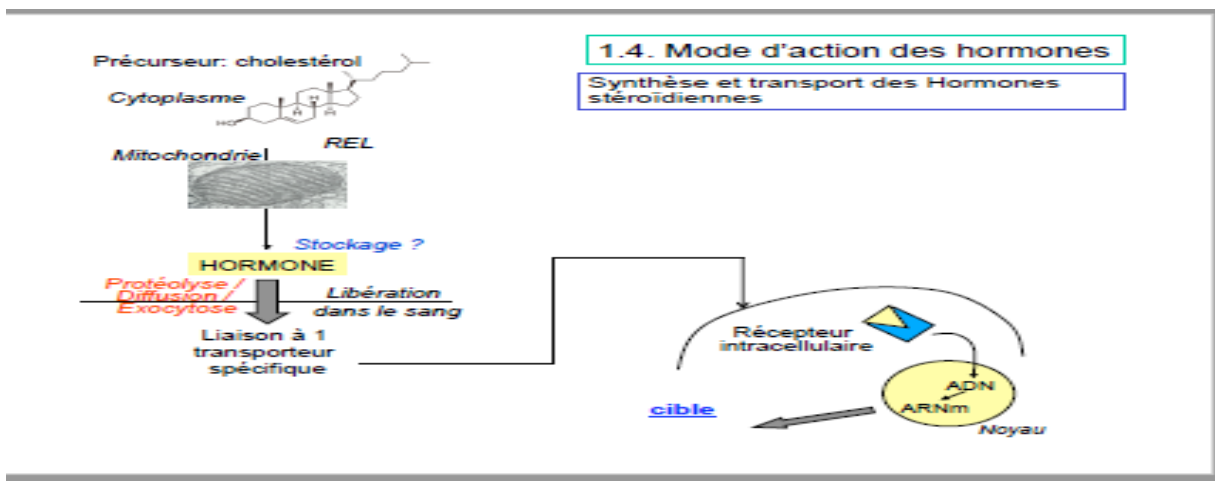 1.4. Mode d'action des hormones
Synthèse et transport des Hormones
stéroïdiennes
Précurseur: cholestérol
Cytoplasme
HO
H
H
H
REL
Mitochondrie
Stockage ?
HORMONE
Protéolyse /
Diffusion /
Exocytose
Libération
dans le sang
Liaison à 1
transporteur
spécifique
Récepteur
intracellulaire
ADN
ARNm
Noyau
cible